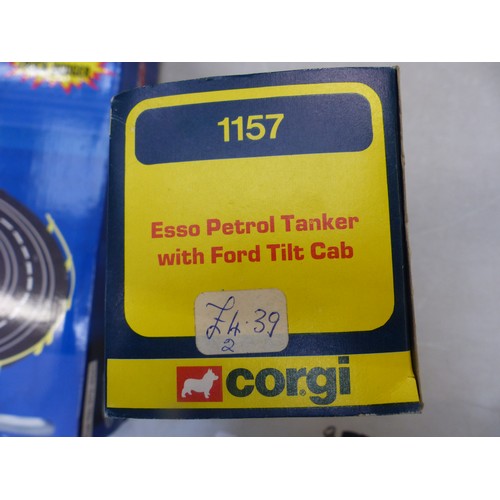 1157
Esso Petrol Tanker
with Ford Tilt Cab
£4.39
2
corgi